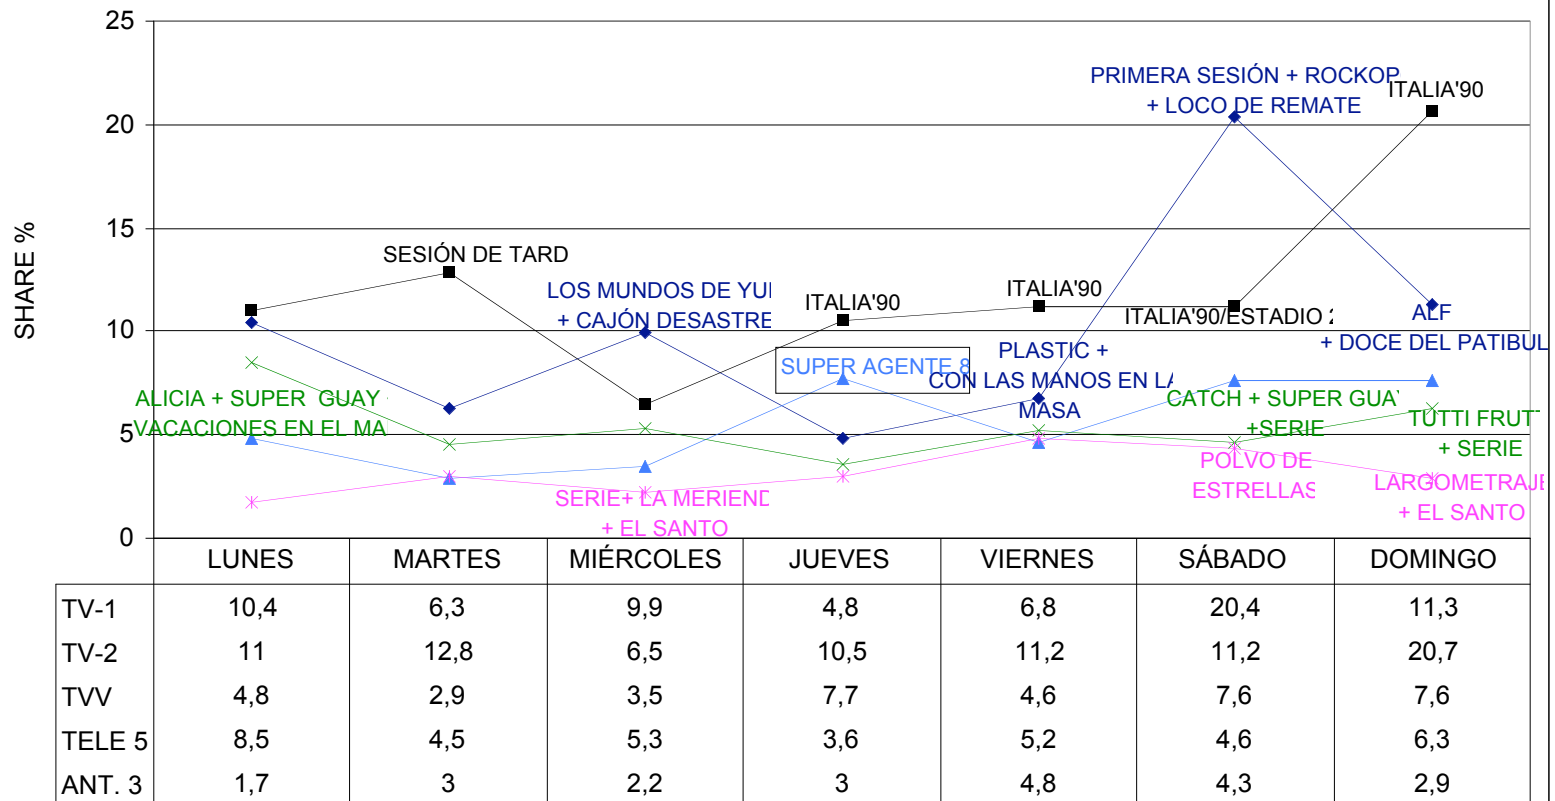 25
20
15
10
5
0
SHARE %
PRIMERA SESIÓN + ROCKOP
+ LOCO DE REMATE
ITALIA'90
SESIÓN DE TARD
LOS MUNDOS DE YUI
+ CAJÓN DESASTRE
ITALIA'90
ITALIA'90
ITALIA'90/ESTADIO 2
ALF
+ DOCE DEL PATIBUL
SUPER AGENTE 8
PLASTIC +
CON LAS MANOS EN LA
MASA
ALICIA + SUPER GUAY
VACACIONES EN EL MA
CATCH + SUPER GUAY
+SERIE
TUTTI FRUT
+ SERIE
SERIE+ LA MERIEND
+ EL SANTO
POLVO DE
ESTRELLAS
LARGOMETRAJE
+ EL SANTO
LUNES MARTES MIÉRCOLES JUEVES VIERNES SÁBADO DOMINGO
TV-1 10,4 6,3 9,9 4,8 6,8 20,4 11,3
TV-2 11 12,8 6,5 10,5 11,2 11,2 20,7
TVV 4,8 2,9 3,5 7,7 4,6 7,6 7,6
TELE 5 8,5 4,5 5,3 3,6 5,2 4,6 6,3
ANT. 3 1,7 3 2,2 3 4,8 4,3 2,9